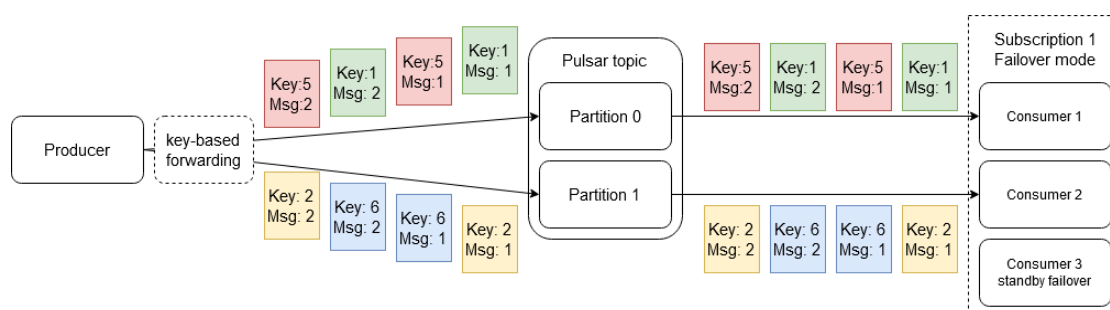 Producer
key-based
forwarding
Key:5
Msg:2
Key:1
Msg: 2
Key:5
Msg:1
Key:1
Msg: 1
Key: 2
Msg: 2
Key: 6
Msg: 2
Key: 6
Msg: 1
Key: 2
Msg: 1
Pulsar topic
Partition 0
Partition 1
Key:5
Msg:2
Key:1
Msg: 2
Key:5
Msg:1
Key:1
Msg: 1
Key: 2
Msg: 2
Key: 6
Msg: 2
Key: 6
Msg: 1
Key: 2
Msg: 1
Subscription 1
Failover mode
Consumer 1
Consumer 2
Consumer 3
standby failover